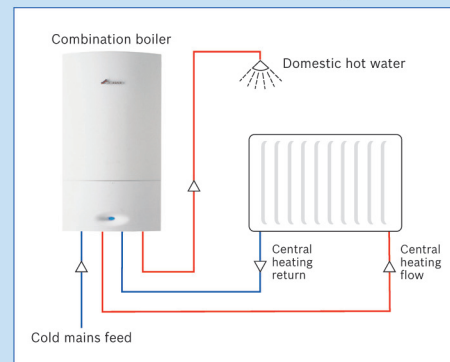 Combination boiler
Domestic hot water
Central
heating
return
Central
heating
flow
Cold mains feed